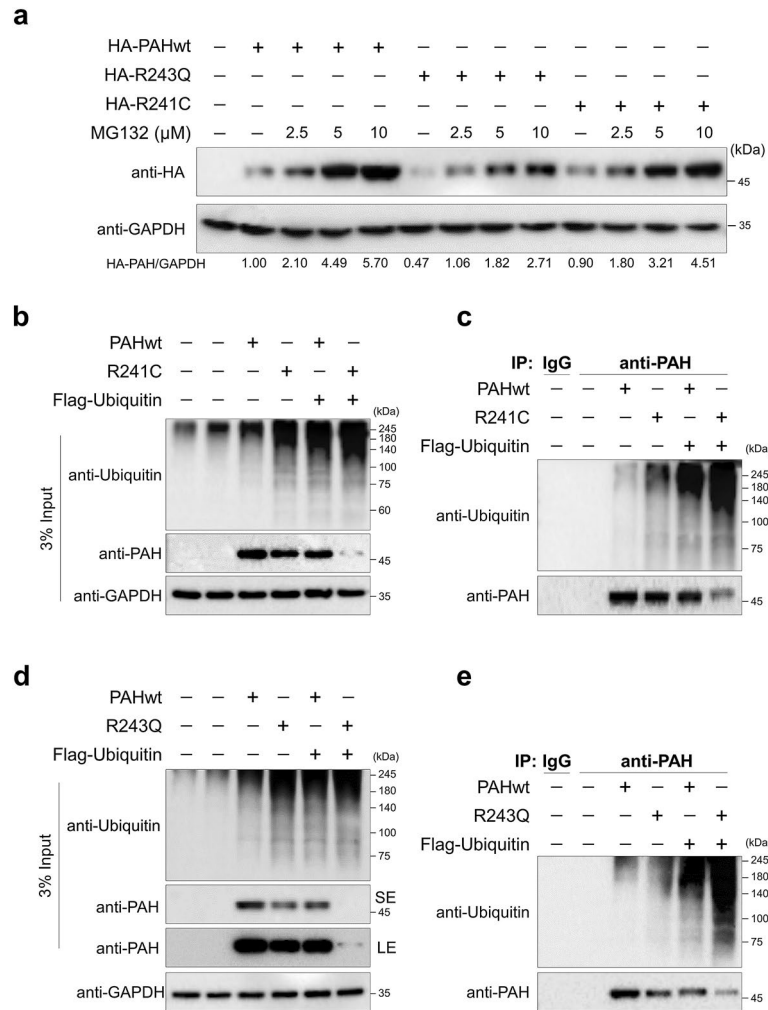 a
HA-PAHwt – + + + + – – – – – – – –
HA-R243Q – – – – – + + + + – – – –
HA-R241C – – – – – – – – – + + + +
MG132 (μM) – – 2.5 5 10 – 2.5 5 10 – 2.5 5 10
(kDa)
anti-HA
45
anti-GAPDH
35
HA-PAH/GAPDH 1.00 2.10 4.49 5.70 0.47 1.06 1.82 2.71 0.90 1.80 3.21 4.51
b
PAHwt – – + – + –
R241C – – – + – +
Flag-Ubiquitin – – – – + +
(kDa)
3% Input
anti-Ubiquitin
245
180
140
100
75
60
anti-PAH
45
anti-GAPDH
35
c
IP: IgG anti-PAH
PAHwt – – + – + –
R241C – – – + – +
Flag-Ubiquitin – – – – + +
(kDa
anti-Ubiquitin
245
180
140
100
75
anti-PAH
45
d
PAHwt – – + – + –
R243Q – – – + – +
Flag-Ubiquitin – – – – + +
(kDa)
3% Input
anti-Ubiquitin
245
180
140
100
75
anti-PAH
SE
45
anti-PAH
LE
anti-GAPDH
35
e
IP: IgG anti-PAH
PAHwt – – + – + –
R243Q – – – + – +
Flag-Ubiquitin – – – – + +
(kDa
anti-Ubiquitin
245
180
140
100
75
anti-PAH
45